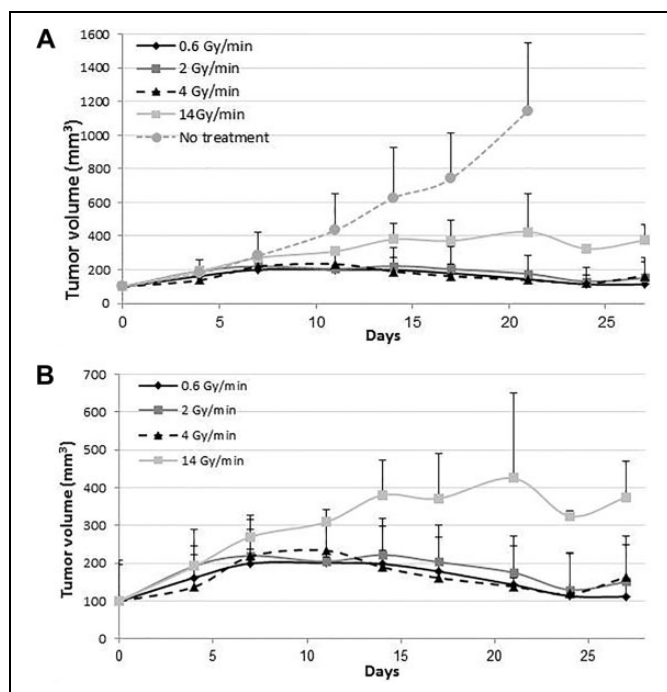 A
0.6 Gy/min
2 Gy/min
4 Gy/min
14Gy/min
No treatment
Tumor volume (mm³)
1600
1400
1200
1000
800
600
400
200
0
0 5 10 15 20 25
Days
B
0.6 Gy/min
2 Gy/min
4 Gy/min
14 Gy/min
Tumor volume (mm³)
700
600
500
400
300
200
100
0
0 5 10 15 20 25
Days